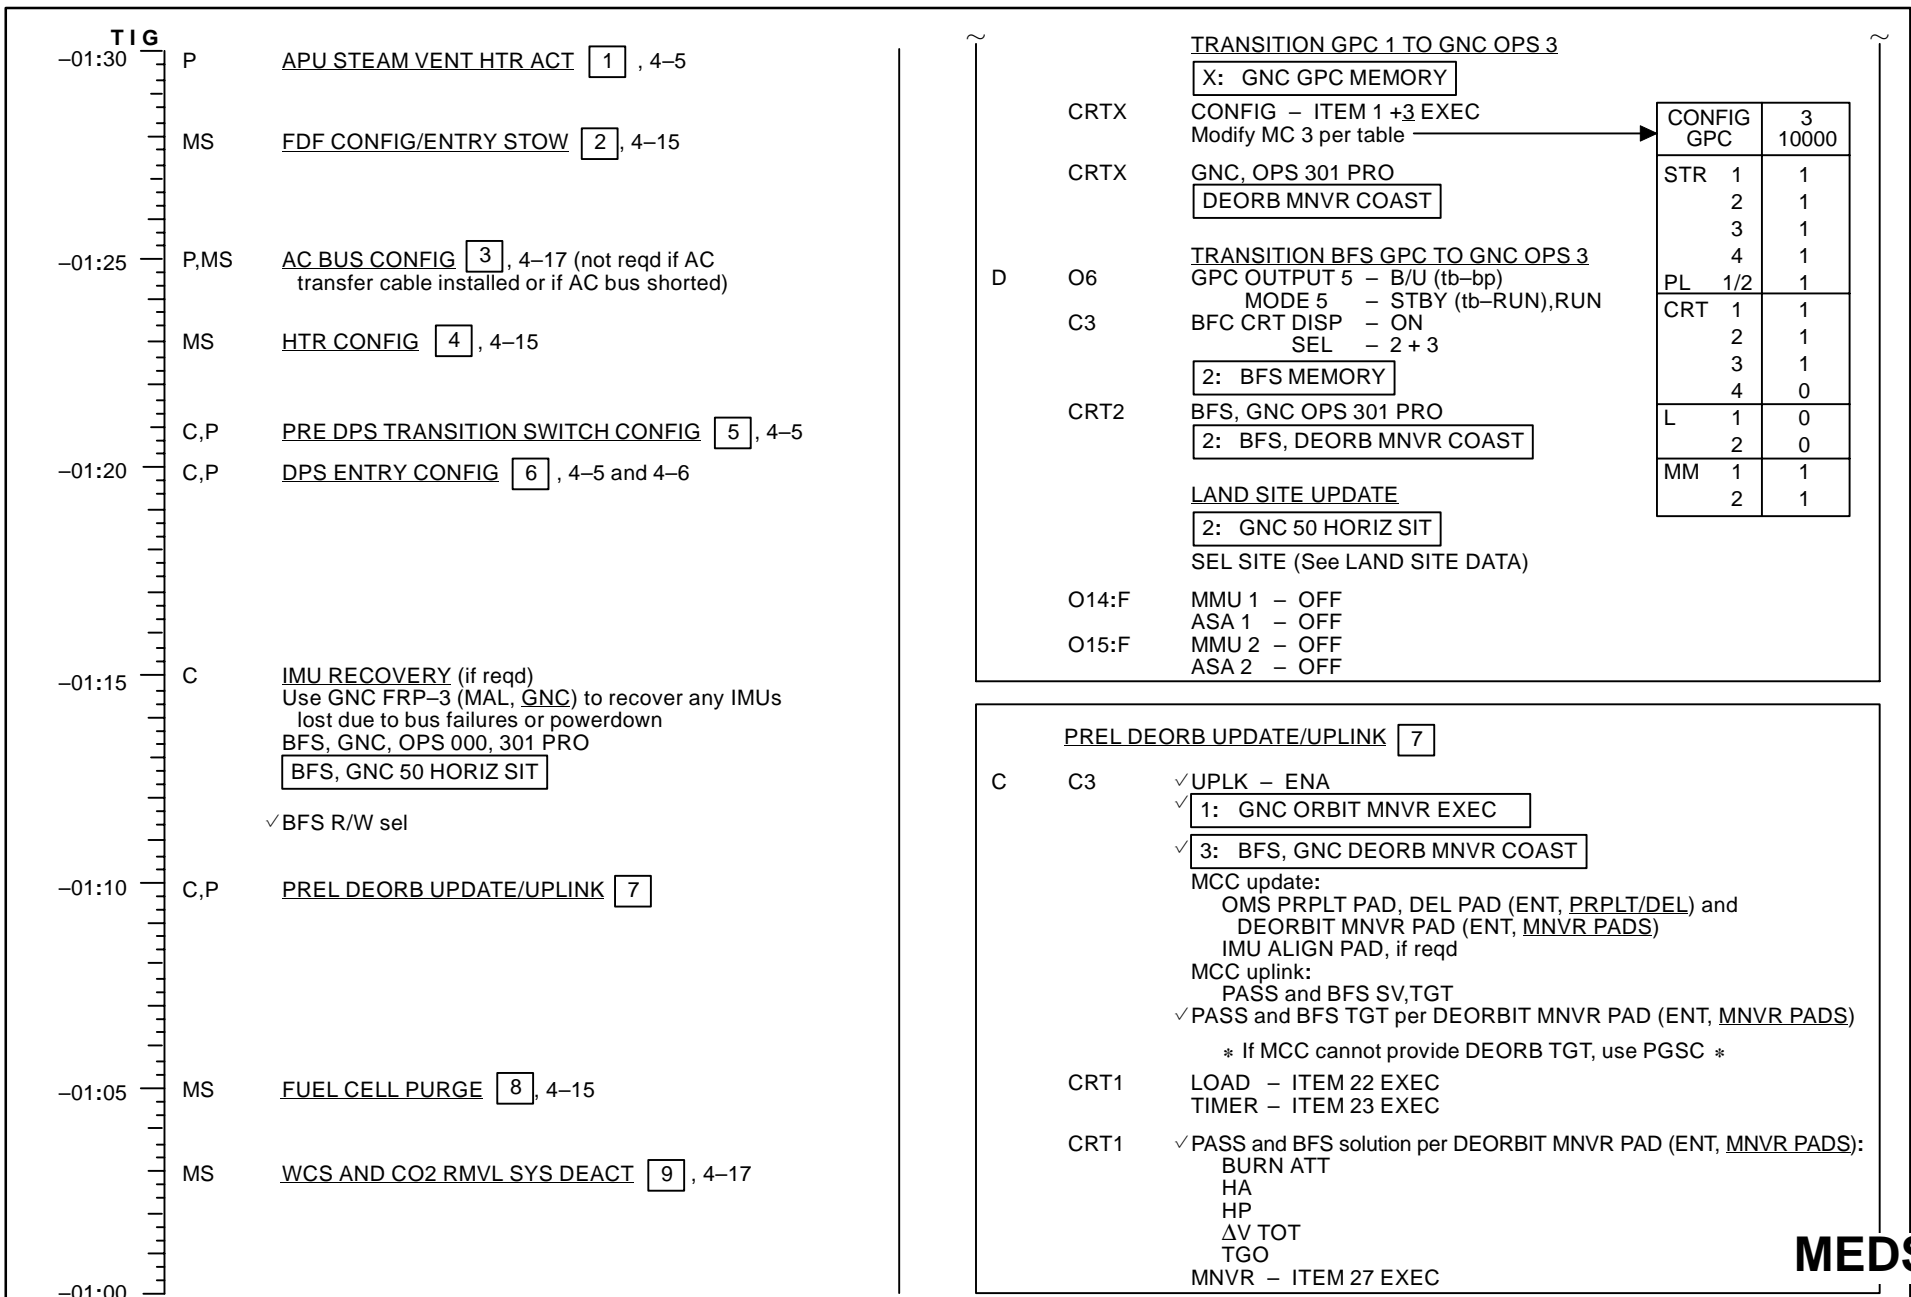 TIG
–01:30 P APU STEAM VENT HTR ACT 1 , 4–5
MS FDF CONFIG/ENTRY STOW 2 , 4–15
–01:25 P,MS AC BUS CONFIG 3 , 4–17 (not reqd if AC
transfer cable installed or if AC bus shorted)
MS HTR CONFIG 4 , 4–15
C,P PRE DPS TRANSITION SWITCH CONFIG 5 , 4–5
–01:20 C,P DPS ENTRY CONFIG 6 , 4–5 and 4–6
–01:15 C IMU RECOVERY (if reqd)
Use GNC FRP–3 (MAL, GNC) to recover any IMUs
lost due to bus failures or powerdown
BFS, GNC, OPS 000, 301 PRO
BFS, GNC 50 HORIZ SIT
✓BFS R/W sel
–01:10 C,P PREL DEORB UPDATE/UPLINK 7
–01:05 MS FUEL CELL PURGE 8 , 4–15
MS WCS AND CO2 RMVL SYS DEACT 9 , 4–17
–01:00
~ ~
TRANSITION GPC 1 TO GNC OPS 3
X: GNC GPC MEMORY
CRTX CONFIG – ITEM 1 +3 EXEC
Modify MC 3 per table
CRTX GNC, OPS 301 PRO
DEORB MNVR COAST
TRANSITION BFS GPC TO GNC OPS 3
D O6 GPC OUTPUT 5 – B/U (tb–bp)
MODE 5 – STBY (tb–RUN),RUN
C3 BFC CRT DISP – ON
SEL – 2 + 3
2: BFS MEMORY
CRT2 BFS, GNC OPS 301 PRO
2: BFS, DEORB MNVR COAST
LAND SITE UPDATE
2: GNC 50 HORIZ SIT
SEL SITE (See LAND SITE DATA)
O14:F MMU 1 – OFF
ASA 1 – OFF
O15:F MMU 2 – OFF
ASA 2 – OFF
CONFIG 3
GPC 10000
STR 1 1
2 1
3 1
4 1
PL 1/2 1
CRT 1 1
2 1
3 1
4 0
L 1 0
2 0
MM 1 1
2 1
PREL DEORB UPDATE/UPLINK 7
C C3 ✓UPLK – ENA
✓ 1: GNC ORBIT MNVR EXEC
✓ 3: BFS, GNC DEORB MNVR COAST
MCC update:
OMS PRPLT PAD, DEL PAD (ENT, PRPLT/DEL) and
DEORBIT MNVR PAD (ENT, MNVR PADS)
IMU ALIGN PAD, if reqd
MCC uplink:
PASS and BFS SV,TGT
✓PASS and BFS TGT per DEORBIT MNVR PAD (ENT, MNVR PADS)
* If MCC cannot provide DEORB TGT, use PGSC *
CRT1 LOAD – ITEM 22 EXEC
TIMER – ITEM 23 EXEC
CRT1 ✓PASS and BFS solution per DEORBIT MNVR PAD (ENT, MNVR PADS):
BURN ATT
HA
HP
ΔV TOT
TGO
MNVR – ITEM 27 EXEC
MEDS